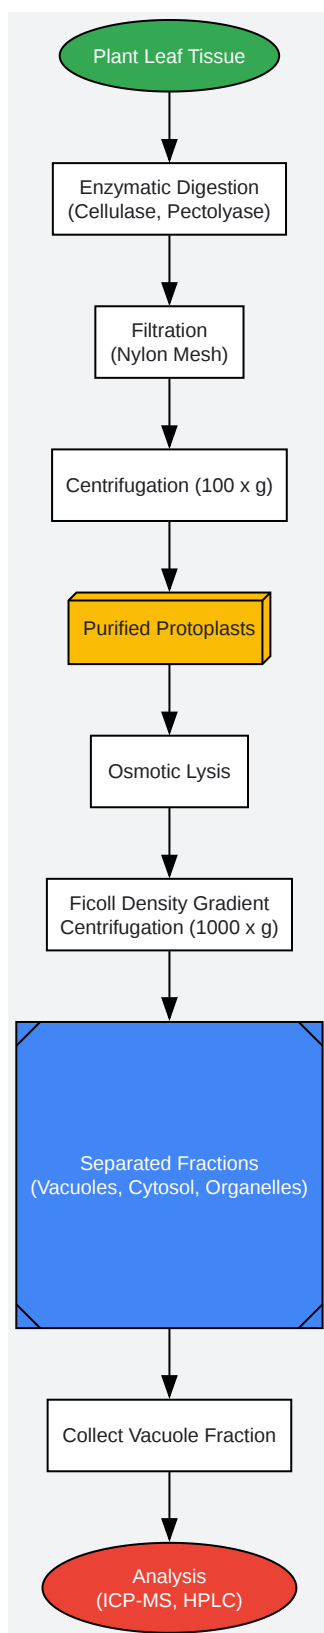 Plant Leaf Tissue
Enzymatic Digestion
(Cellulase, Pectolyase)
Filtration
(Nylon Mesh)
Centrifugation (100 x g)
Purified Protoplasts
Osmotic Lysis
Ficoll Density Gradient
Centrifugation (1000 x g)
Separated Fractions
(Vacuoles, Cytosol, Organelles)
Collect Vacuole Fraction
Analysis
(ICP-MS, HPLC)